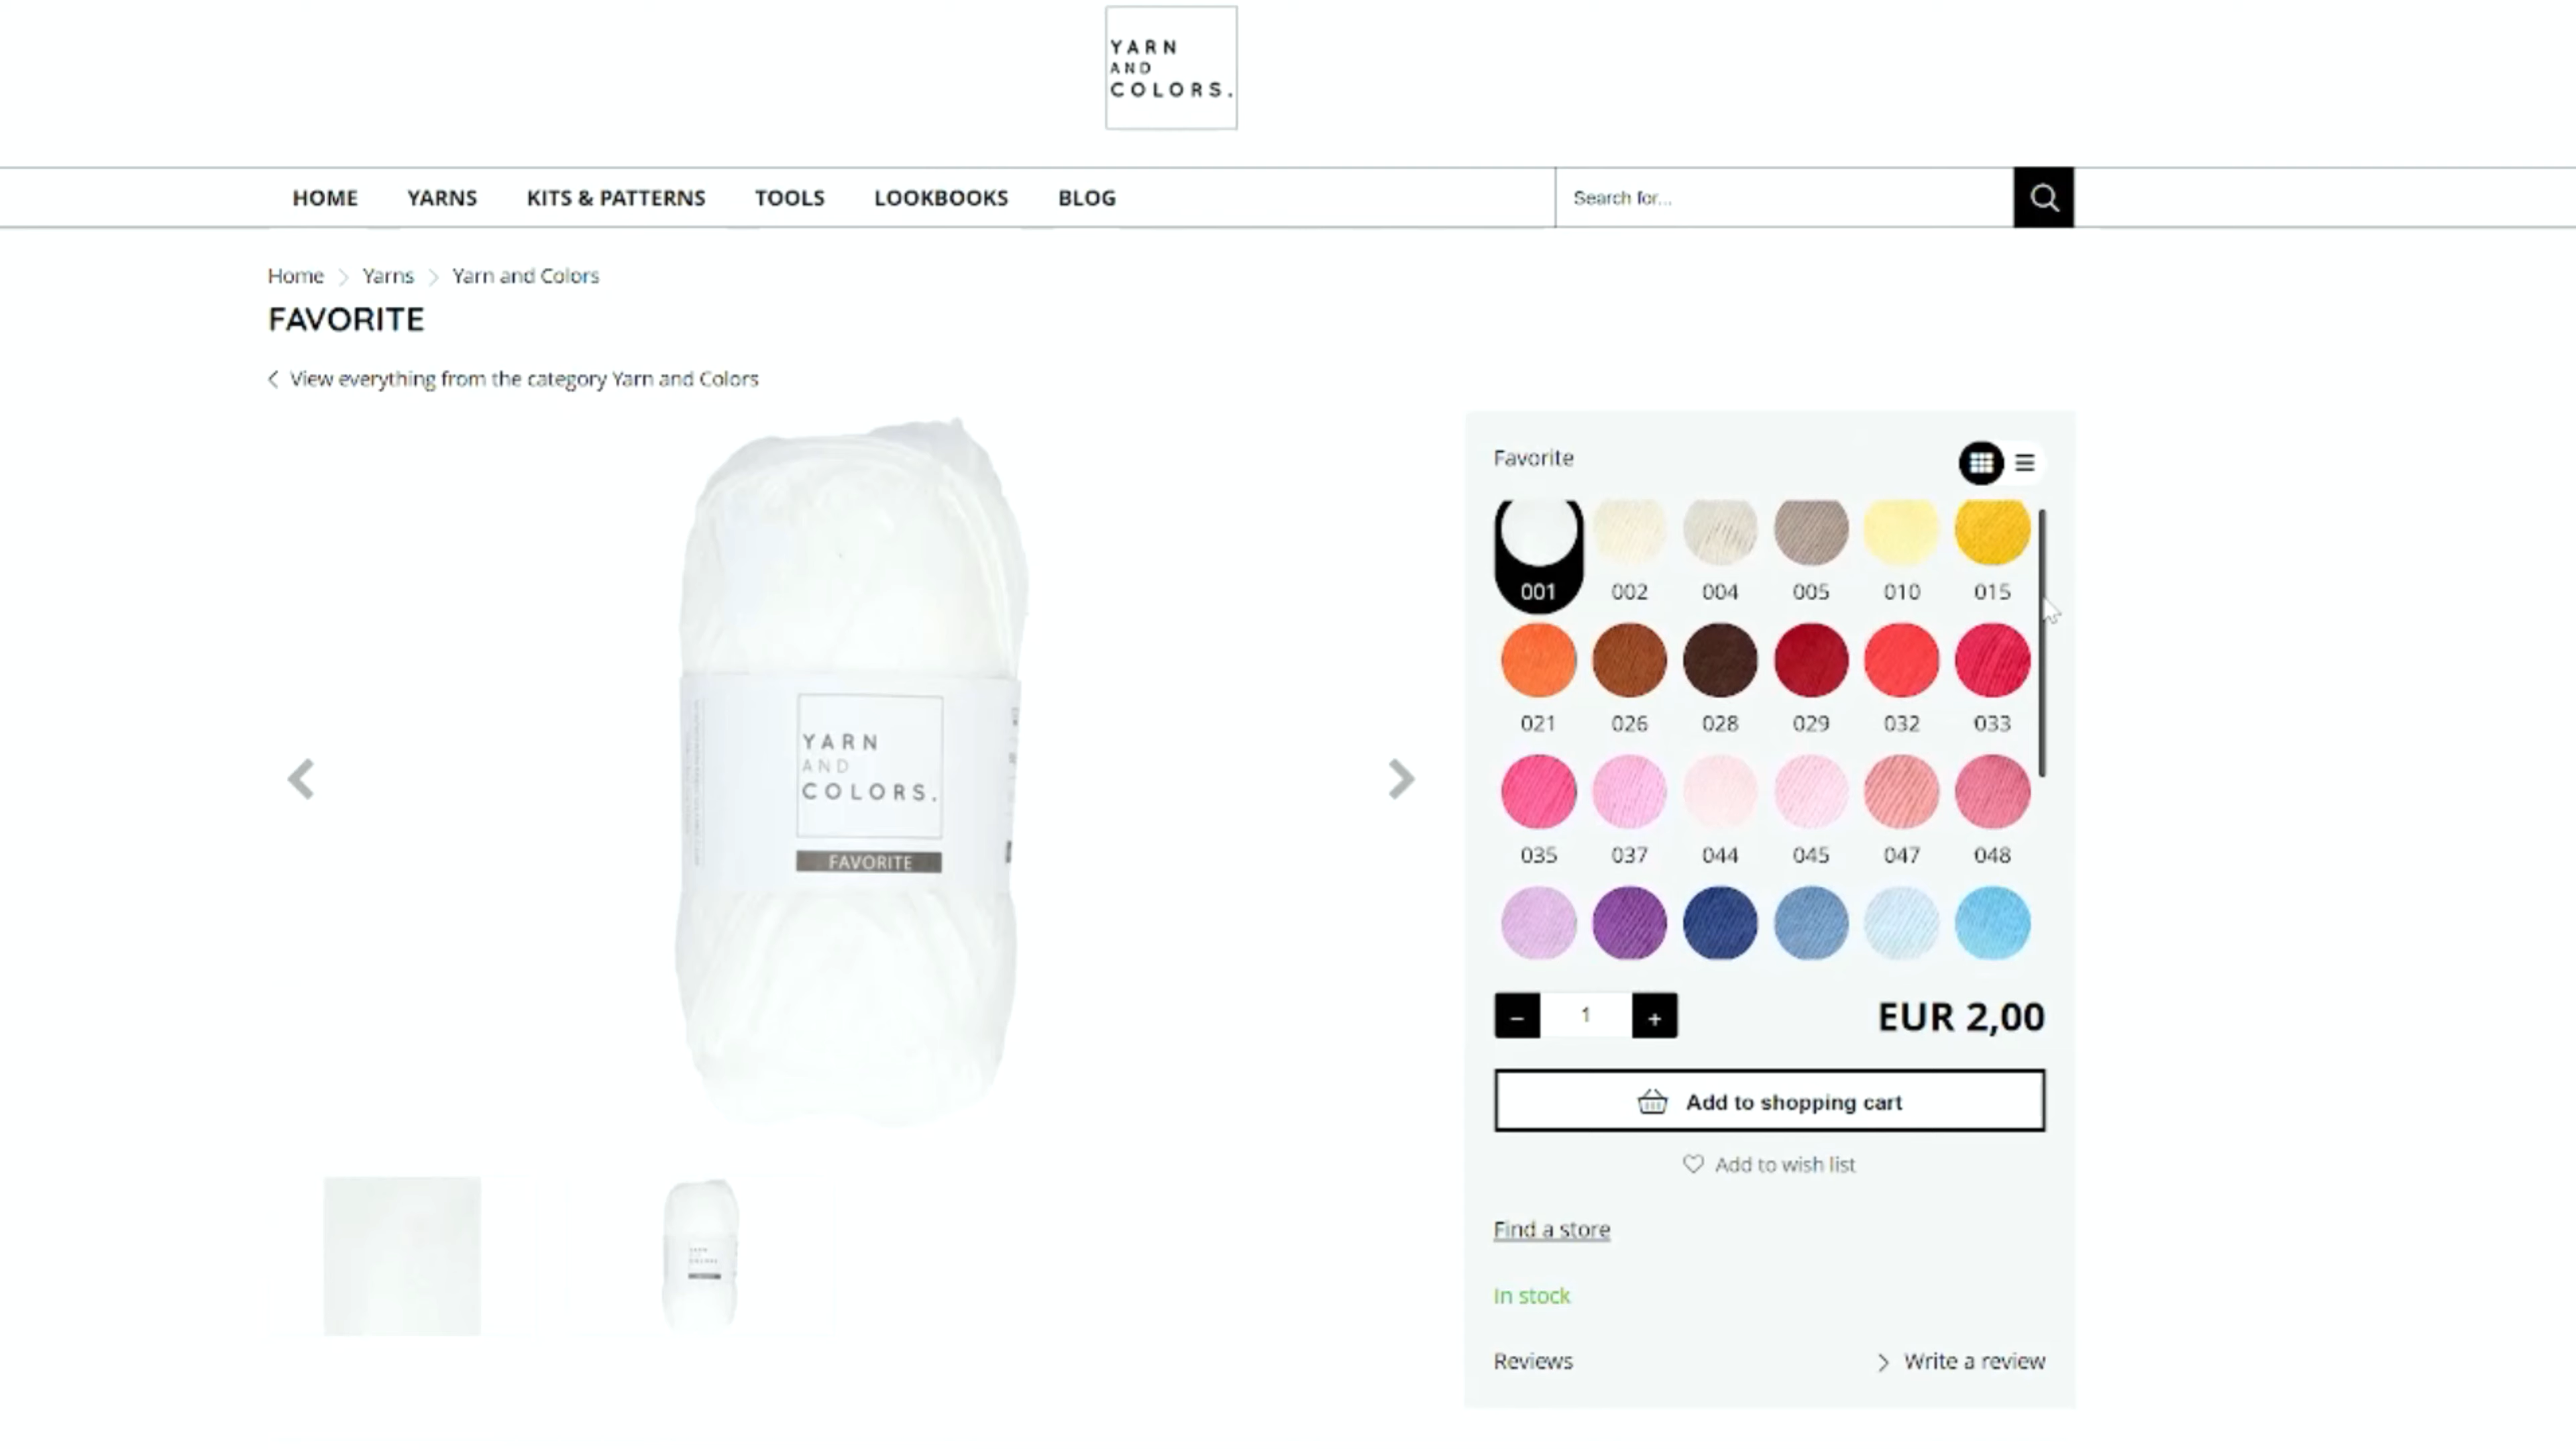 YARN
AND
COLORS.
HOME YARNS KITS & PATTERNS TOOLS LOOKBOOKS BLOG
Search for...
Home > Yarns > Yarn and Colors
FAVORITE
< View everything from the category Yarn and Colors
YARN
AND
COLORS.
FAVORITE
Favorite
001 002 004 005 010 015
021 026 028 029 032 033
035 037 044 045 047 048
− 1 + EUR 2,00
Add to shopping cart
Add to wish list
Find a store
In stock
Reviews > Write a review